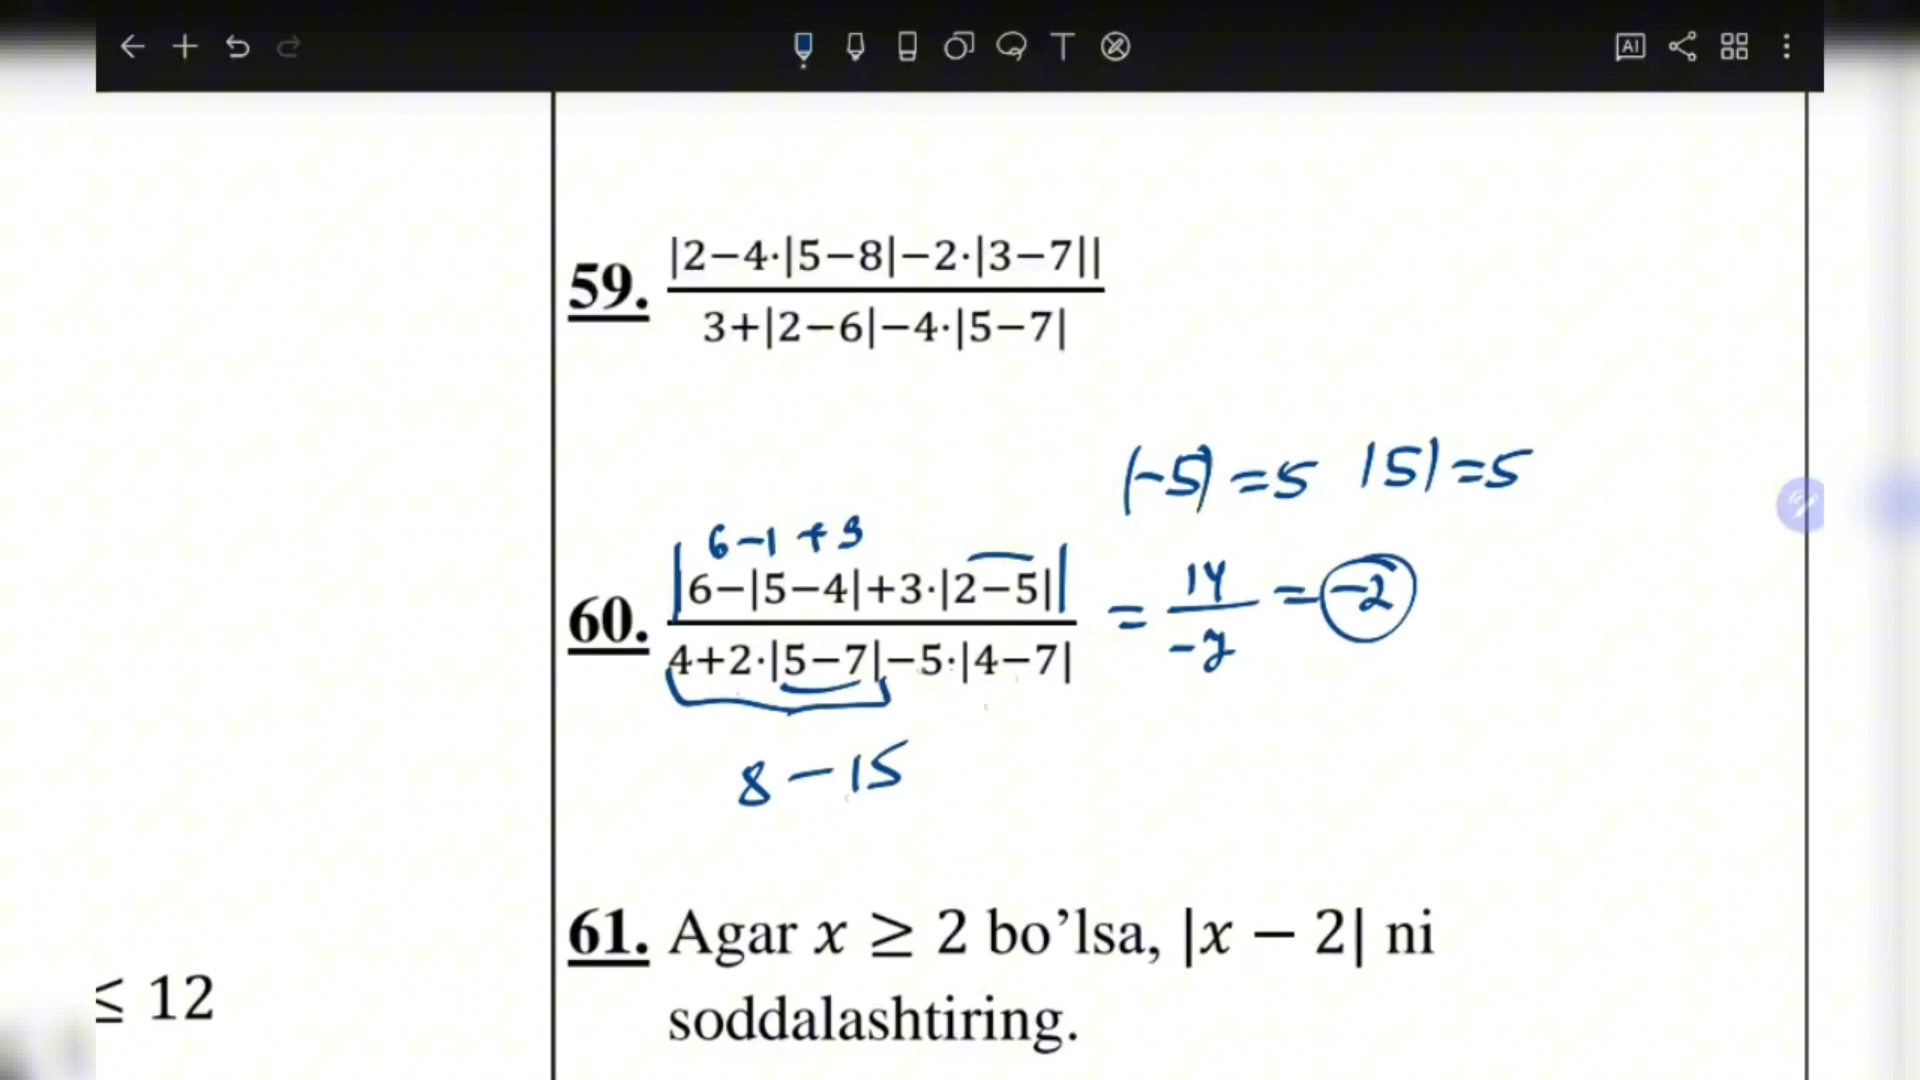 AI
59. |2−4·|5−8|−2·|3−7||
3+|2−6|−4·|5−7|
|-5| = 5 |5| = 5
6-1+9
60. |6−|5−4|+3·|2−5||
4+2·|5−7|−5·|4−7|
= 14/-7 = -2
8-15
61. Agar x ≥ 2 bo’lsa, |x − 2| ni
≤ 12
soddalashtiring.